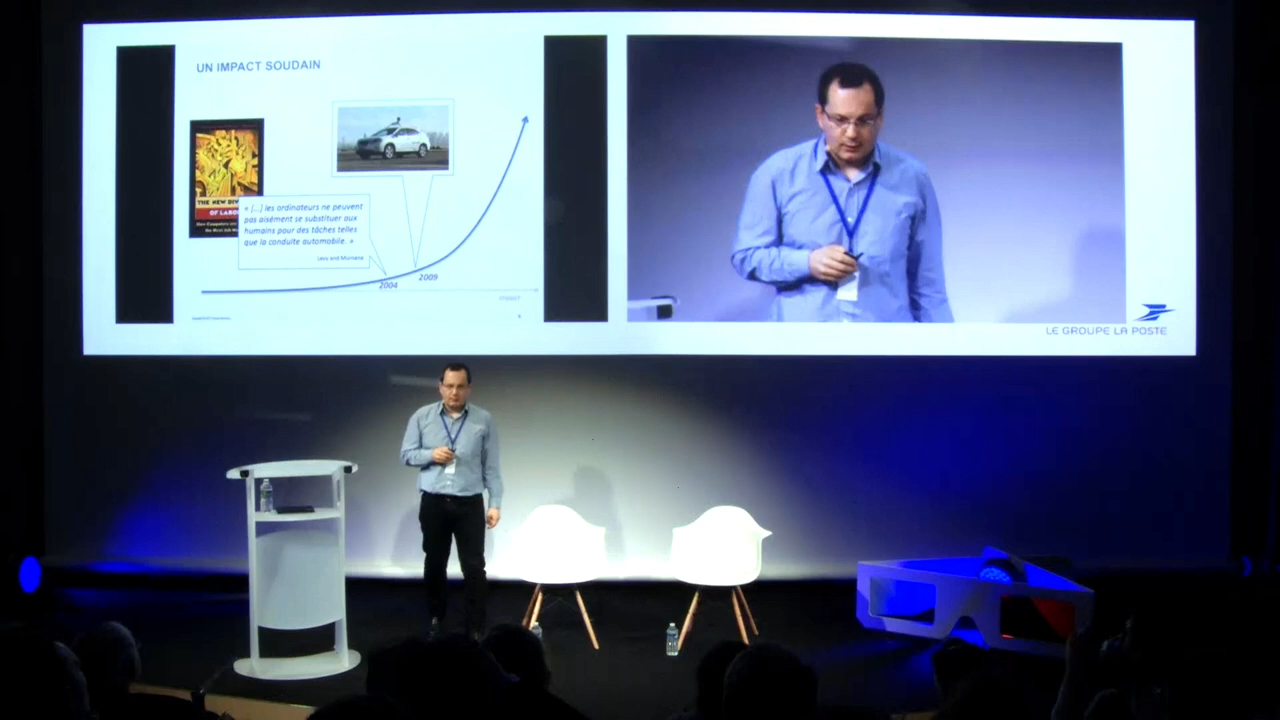 UN IMPACT SOUDAIN
THE NEW DIV
OF LABO
« [...] les ordinateurs ne peuvent
pas aisément se substituer aux
humains pour des tâches telles
que la conduite automobile. »
Levy and Murnane
2009
2004
LE GROUPE LA POSTE